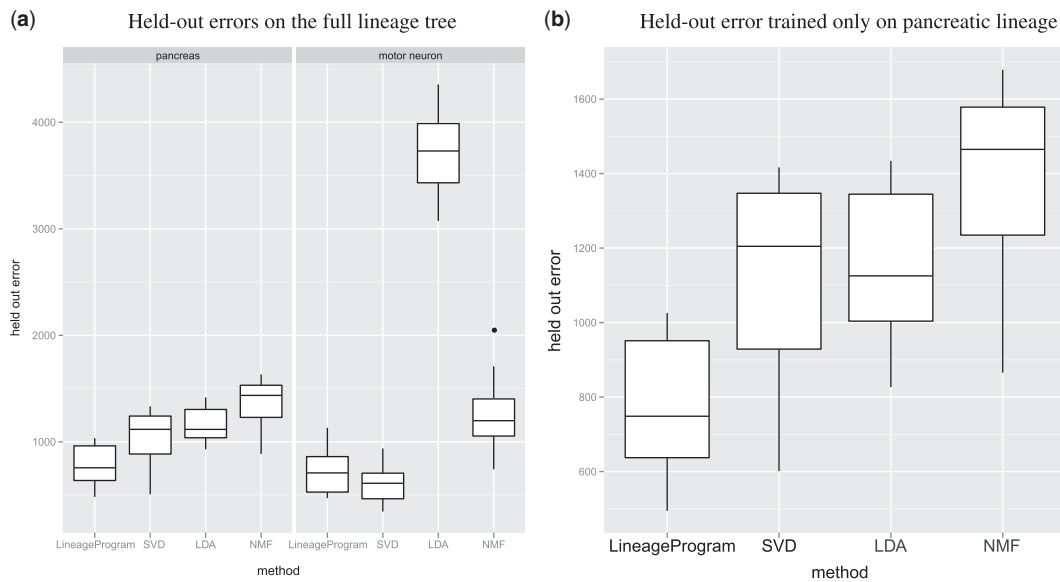 (a) Held-out errors on the full lineage tree
pancreas motor neuron
4000
3000
2000
1000
held out error
LineageProgram SVD LDA NMF LineageProgram SVD LDA NMF
method
(b) Held-out error trained only on pancreatic lineage
1600
1400
1200
1000
800
600
held out error
LineageProgram SVD LDA NMF
method